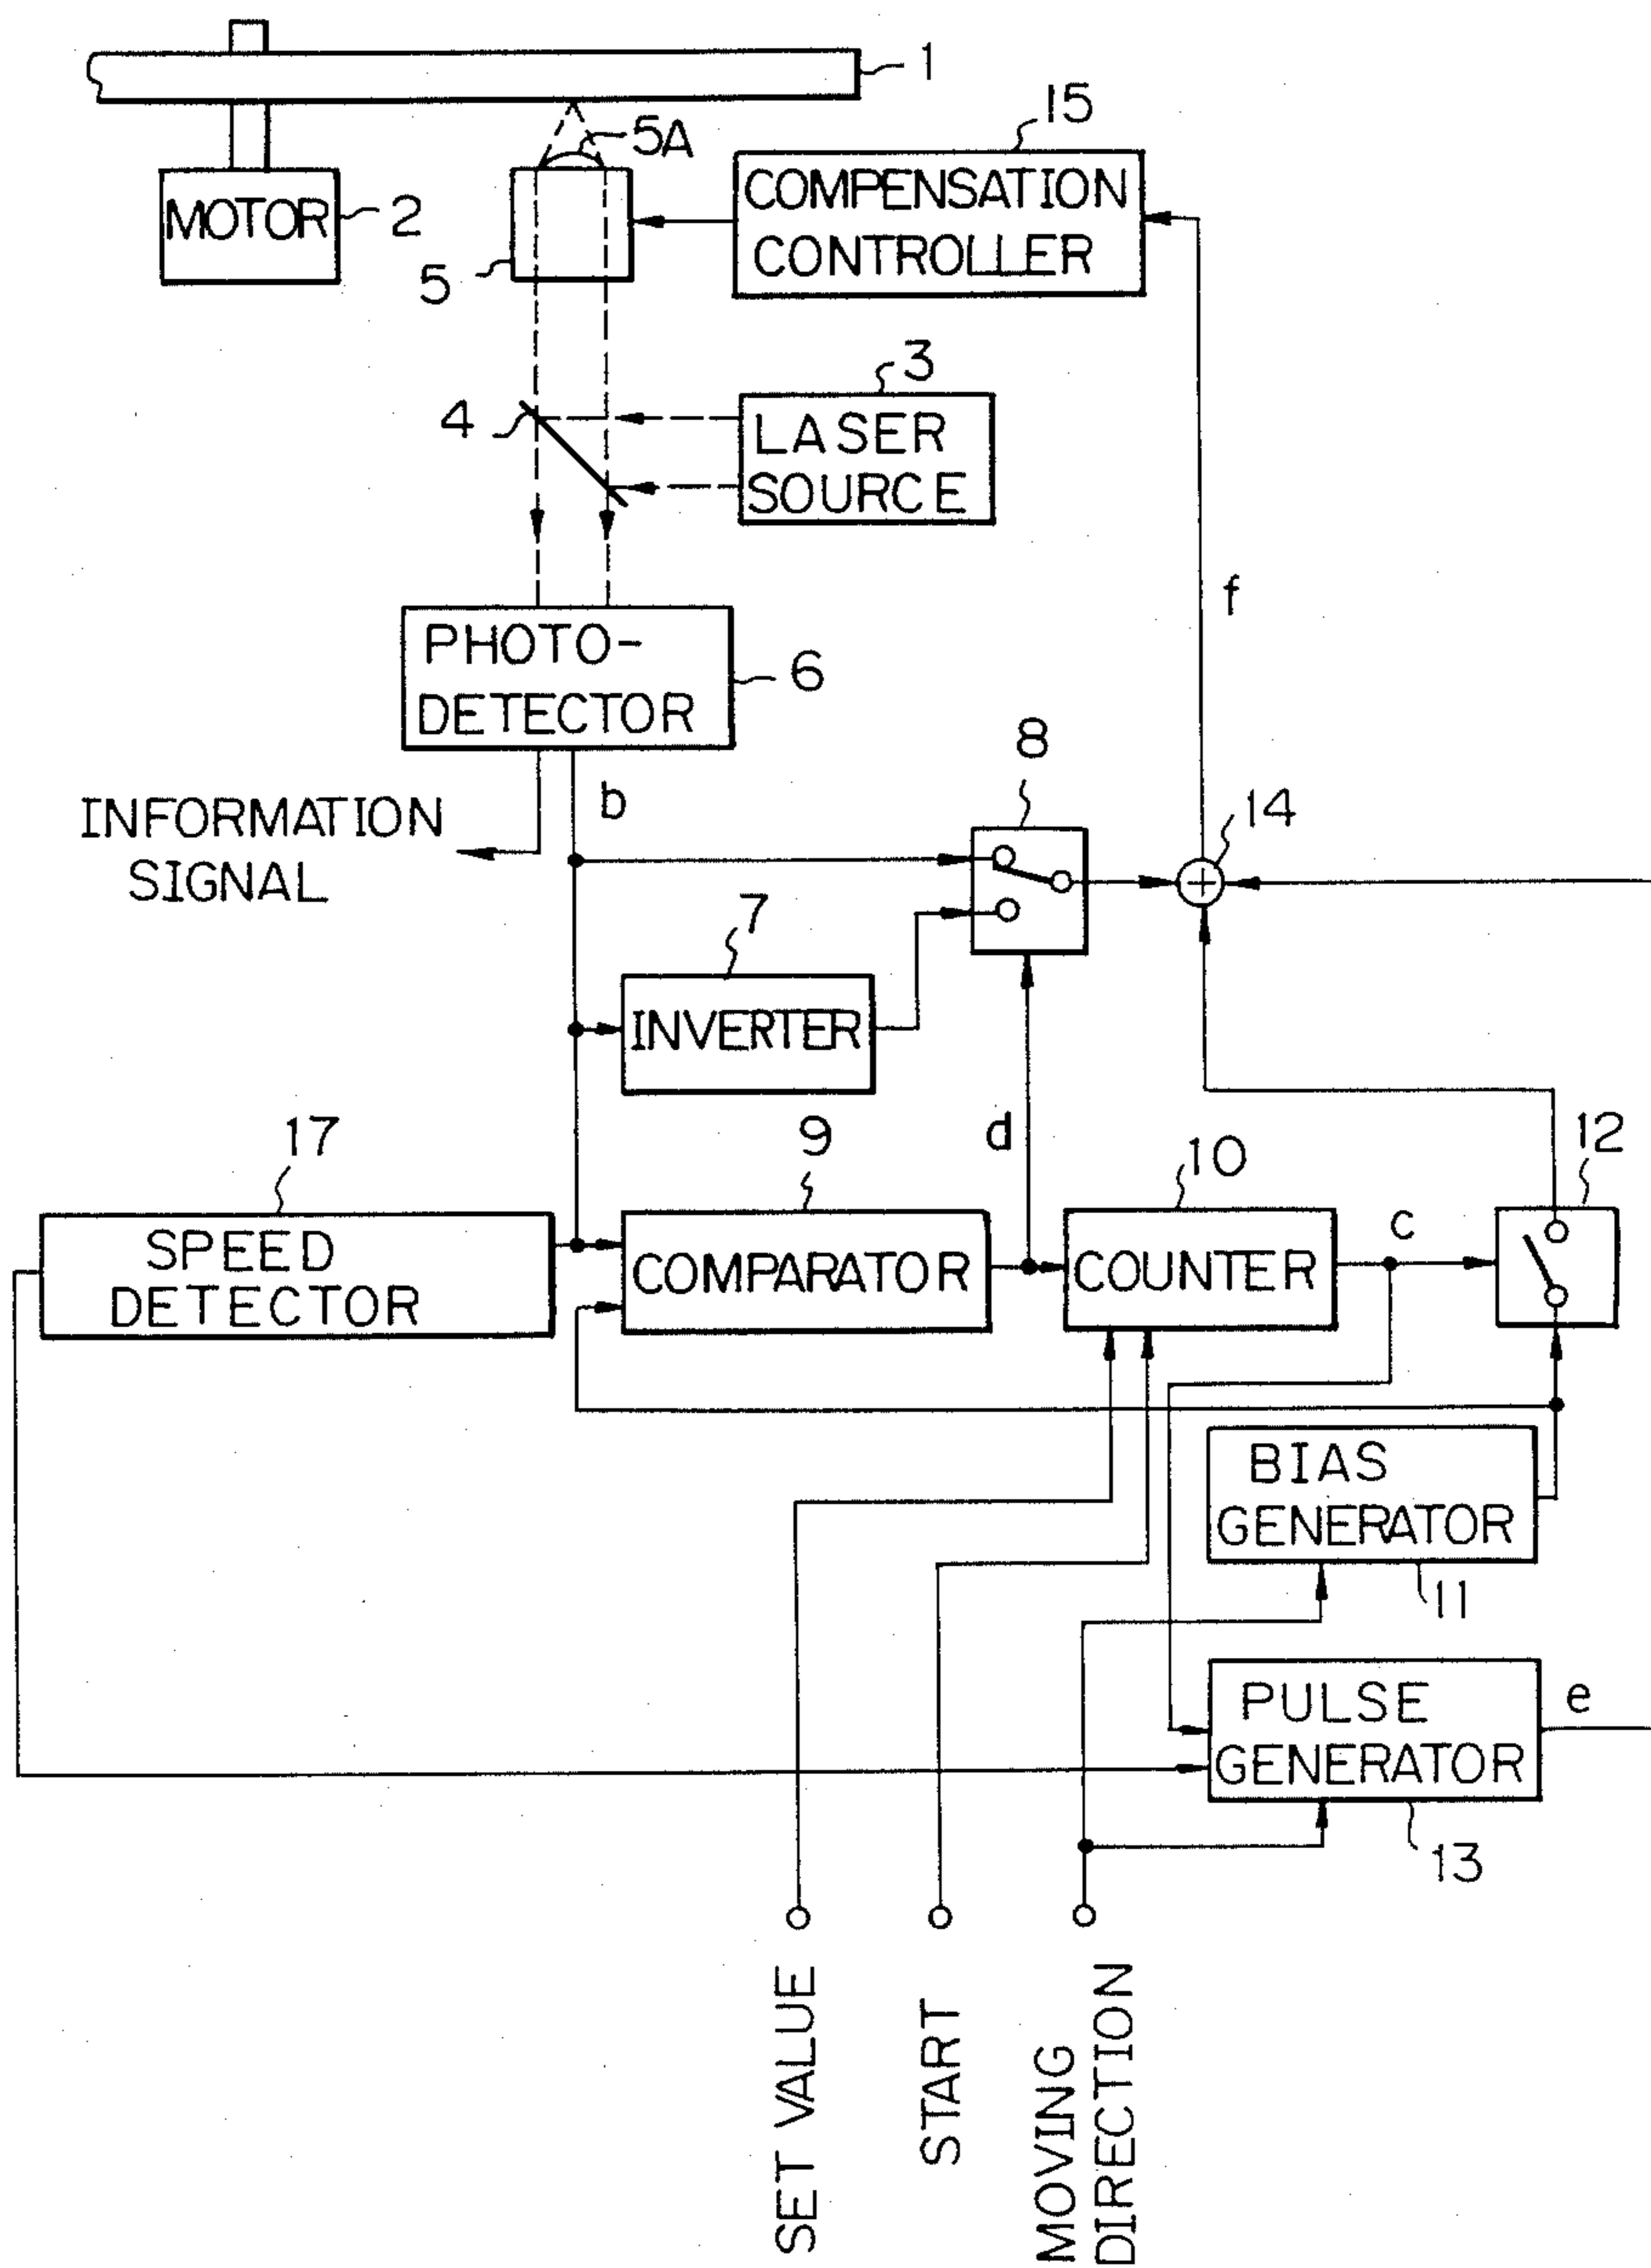 1
MOTOR
2
5A
5
15
COMPENSATION
CONTROLLER
3
LASER
SOURCE
4
f
PHOTO-
DETECTOR
6
b
INFORMATION
SIGNAL
8
14
7
INVERTER
17
SPEED
DETECTOR
9
COMPARATOR
d
10
COUNTER
c
12
BIAS
GENERATOR
11
PULSE
GENERATOR
e
13
SET VALUE
START
MOVING
DIRECTION